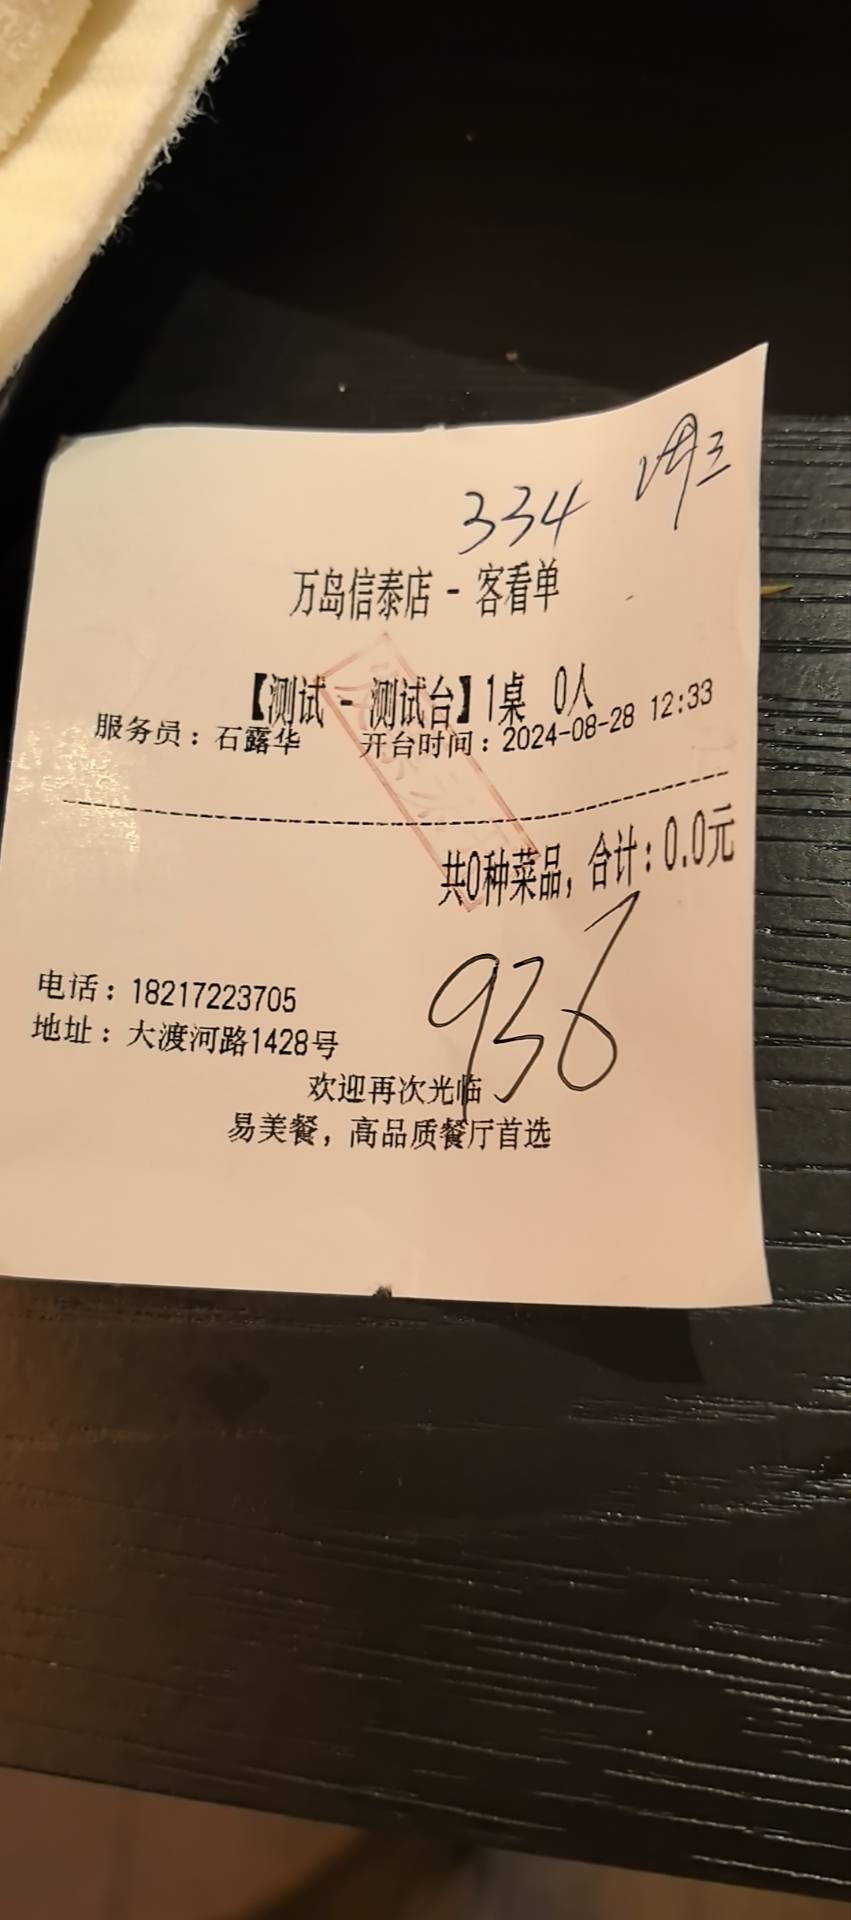 334 周三
万岛信泰店 - 客看单
【测试 - 测试台】1桌 0人
服务员：石露华 开台时间：2024-08-28 12:33
共0种菜品，合计：0.0元
936
电话：18217223705
地址：大渡河路1428号
欢迎再次光临
易美餐，高品质餐厅首选